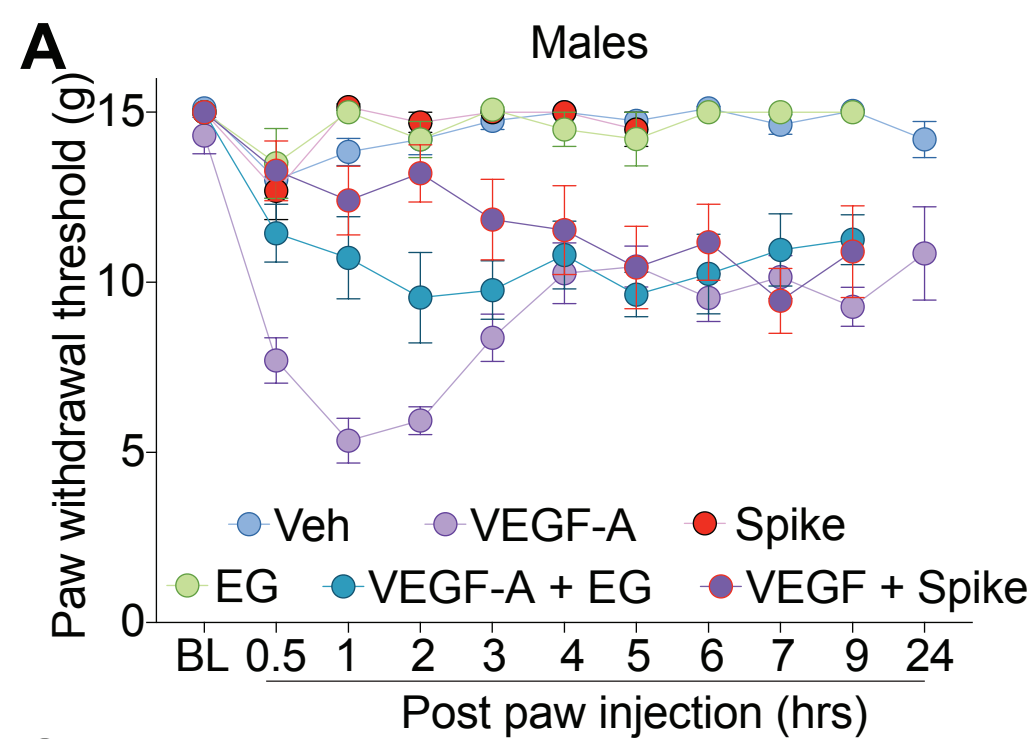 A
Males
Paw withdrawal threshold (g)
15
10
5
0
Veh VEGF-A Spike
EG VEGF-A + EG VEGF + Spike
BL 0.5 1 2 3 4 5 6 7 9 24
Post paw injection (hrs)